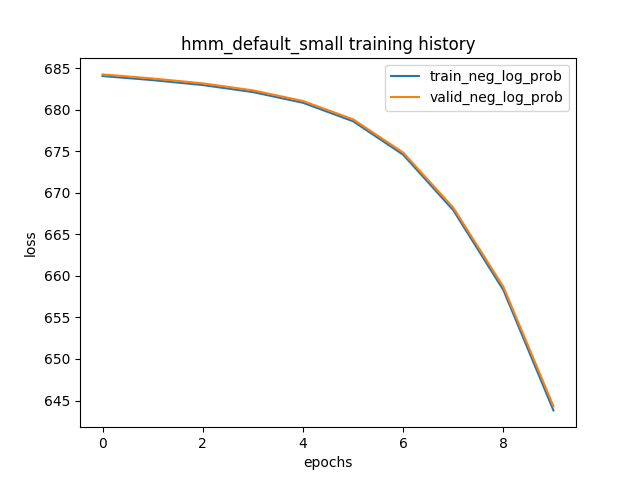 hmm_default_small training history
train_neg_log_prob
valid_neg_log_prob
loss
685
680
675
670
665
660
655
650
645
0 2 4 6 8
epochs